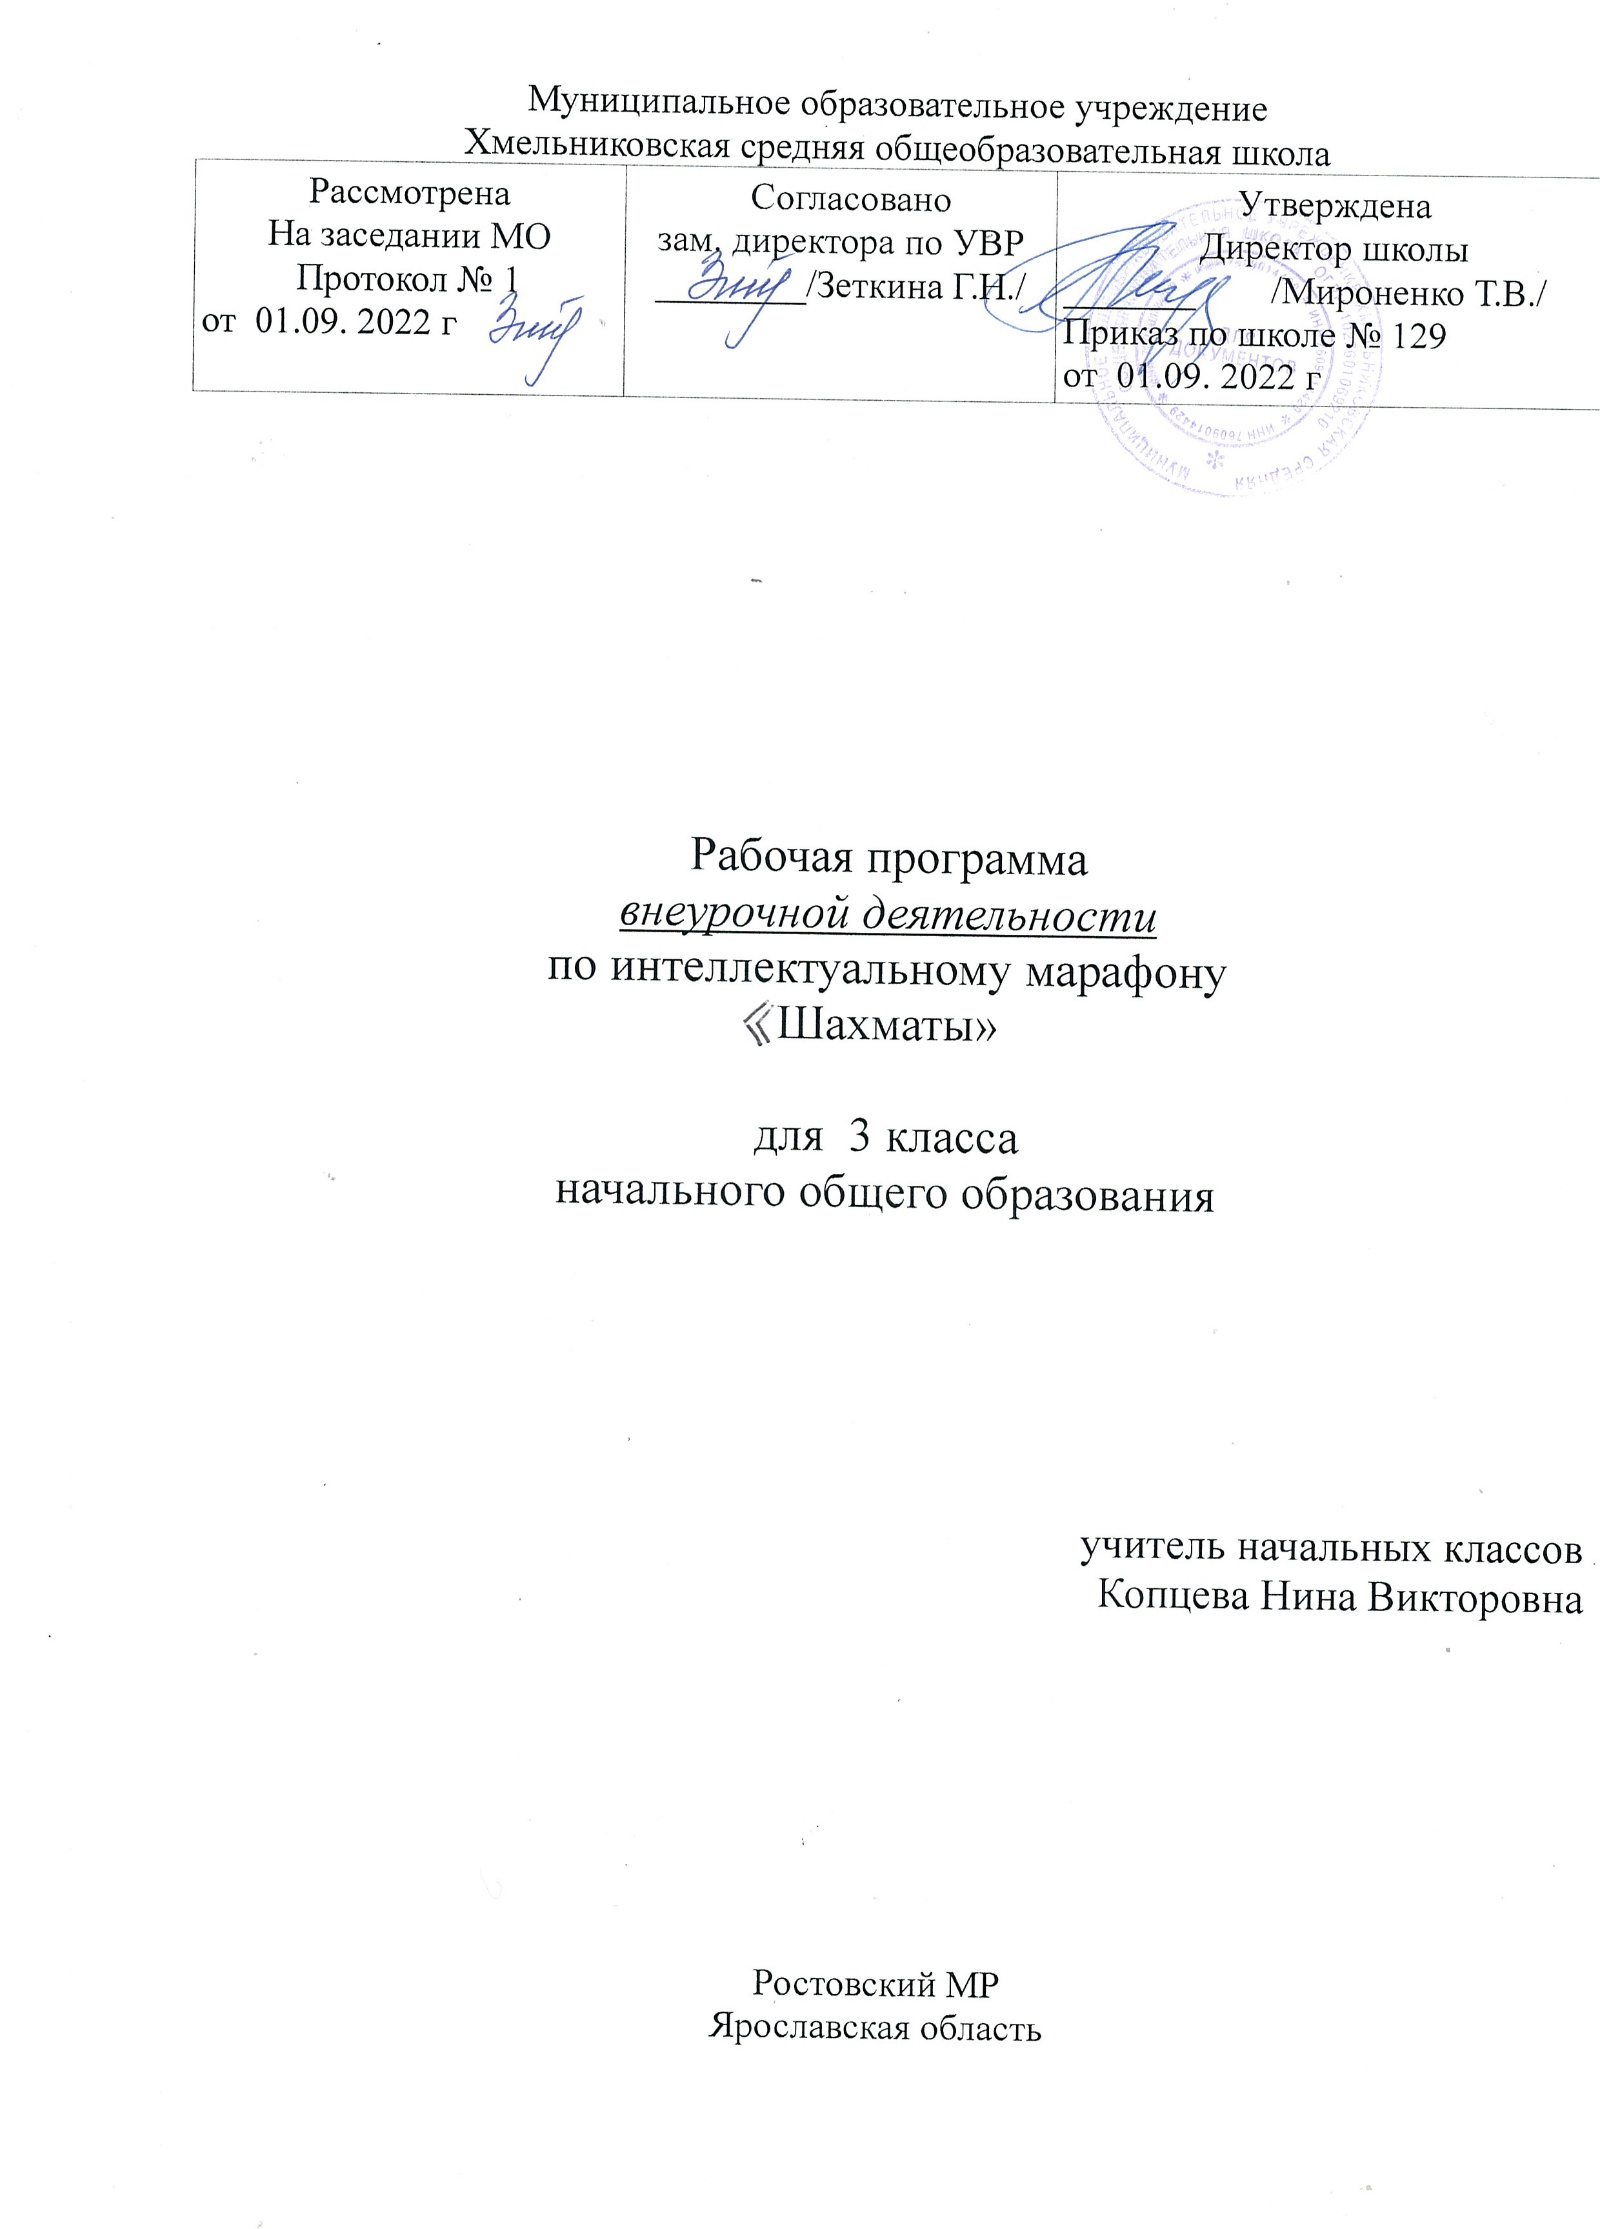 Муниципальное образовательное учреждение
Хмельниковская средняя общеобразовательная школа
Рассмотрена
На заседании МО
Протокол № 1
от 01.09. 2022 г
Согласовано
зам. директора по УВР
/Зеткина Г.Н./
Утверждена
Директор школы
/Мироненко Т.В./
Приказ по школе № 129
от 01.09. 2022 г
ДОКУМЕНТОВ
ИНН 7609014429
Рабочая программа
внеурочной деятельности
по интеллектуальному марафону
«Шахматы»
для 3 класса
начального общего образования
учитель начальных классов
Копцева Нина Викторовна
Ростовский МР
Ярославская область